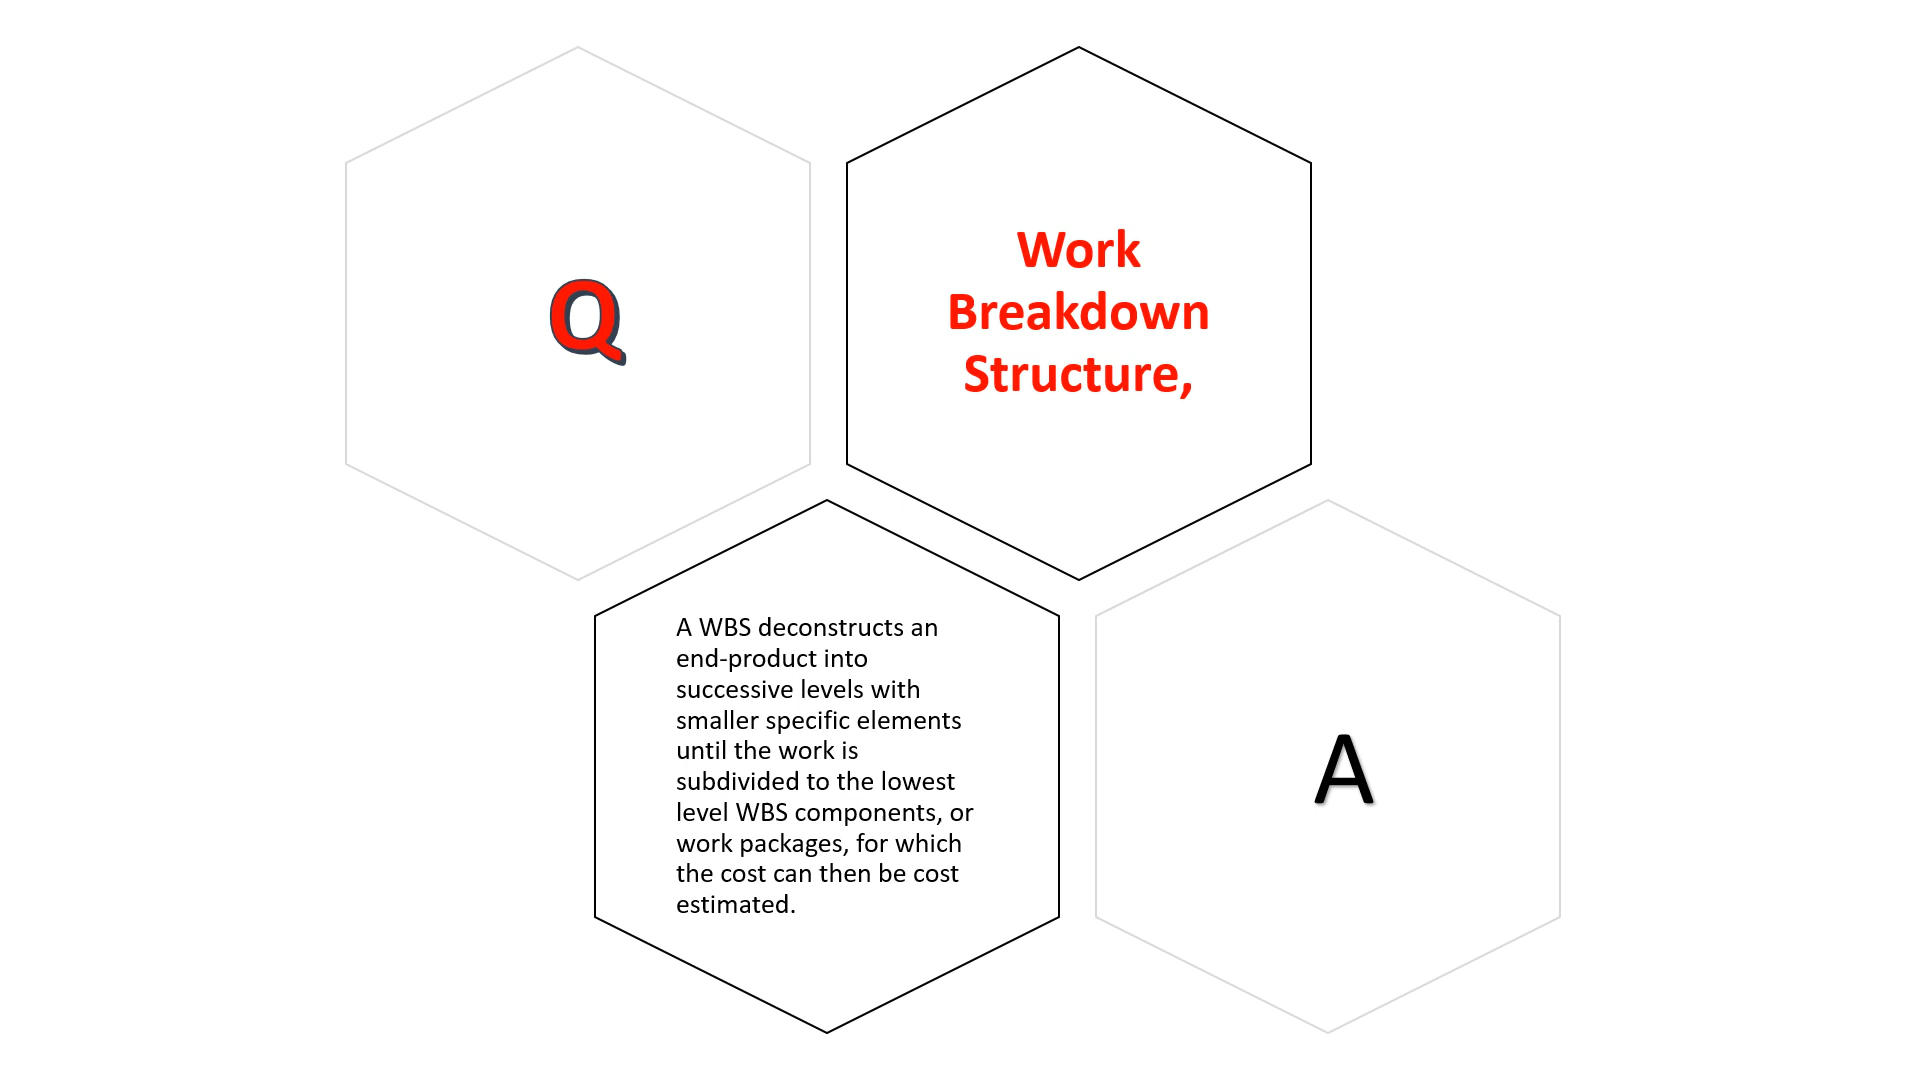 Q
Work
Breakdown
Structure,
A WBS deconstructs an
end-product into
successive levels with
smaller specific elements
until the work is
subdivided to the lowest
level WBS components, or
work packages, for which
the cost can then be cost
estimated.
A